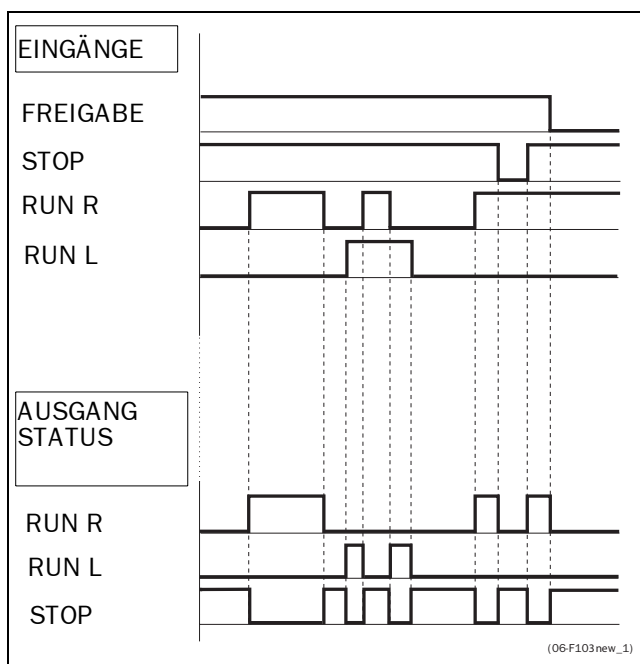 EINGÄNGE
FREIGABE
STOP
RUN R
RUN L
AUSGANG
STATUS
RUN R
RUN L
STOP
(06-F103new_1)